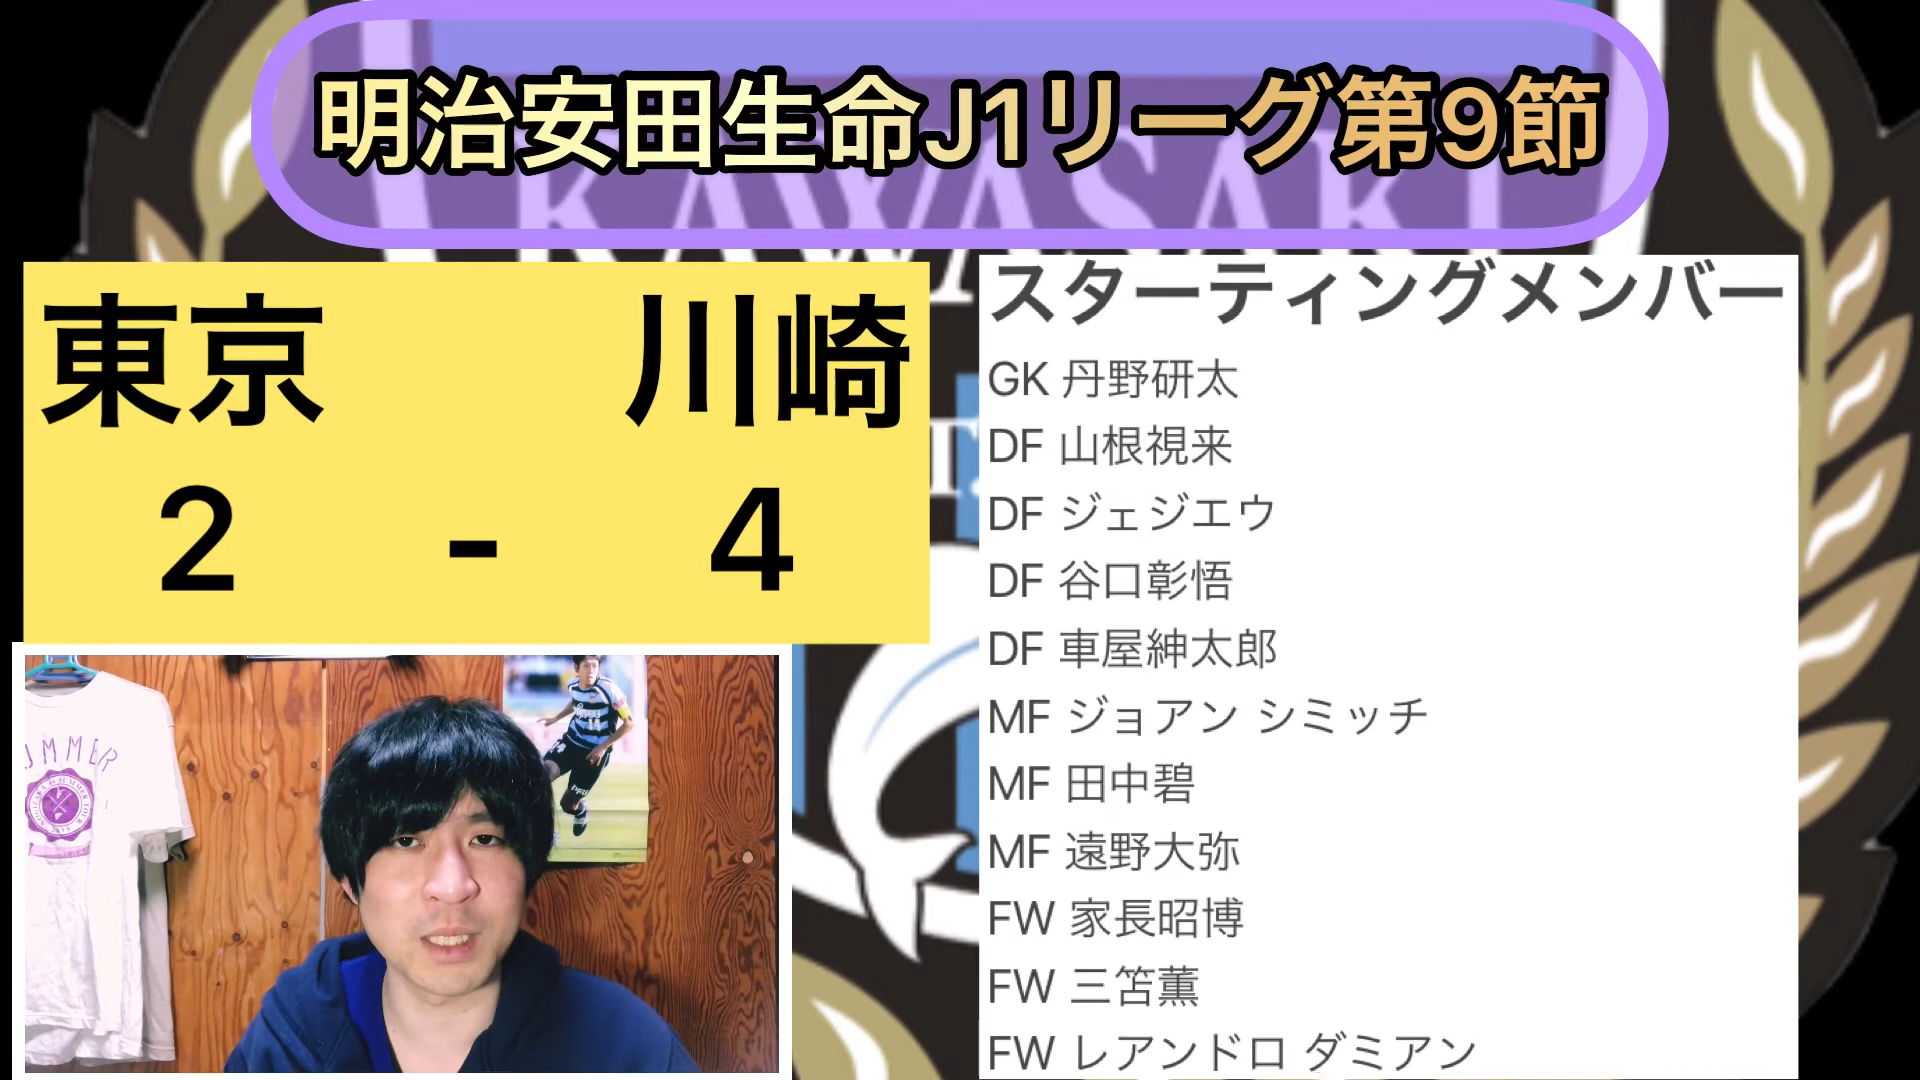 明治安田生命J1リーグ第9節
KAWASAKI
東京 川崎
2 - 4
スターティングメンバー
GK 丹野研太
DF 山根視来
DF ジェジエウ
DF 谷口彰悟
DF 車屋紳太郎
MF ジョアン シミッチ
MF 田中碧
MF 遠野大弥
FW 家長昭博
FW 三笘薫
FW レアンドロ ダミアン